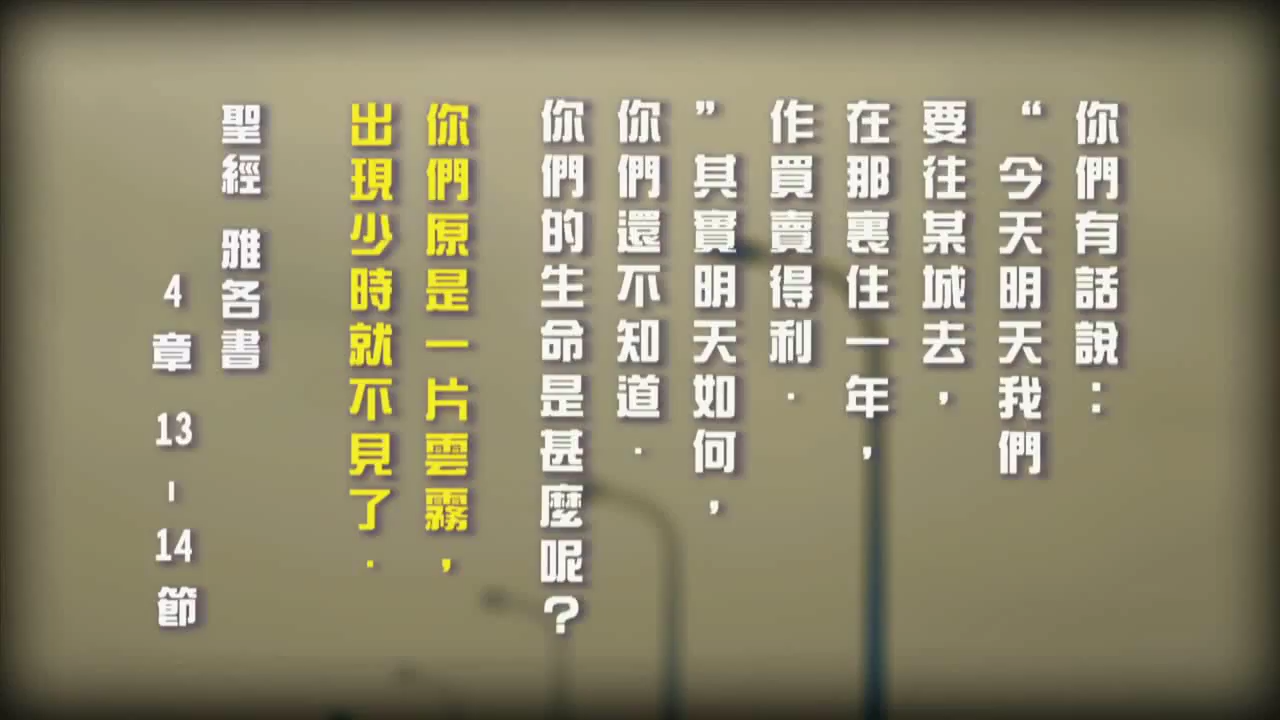 你們有話說：
“今天明天我們
要往某城去，
在那裏住一年，
作買賣得利．
”其實明天如何，
你們還不知道．
你們的生命是甚麼呢？
你們原是一片雲霧，
出現少時就不見了．
聖經 雅各書
4章 13-14節